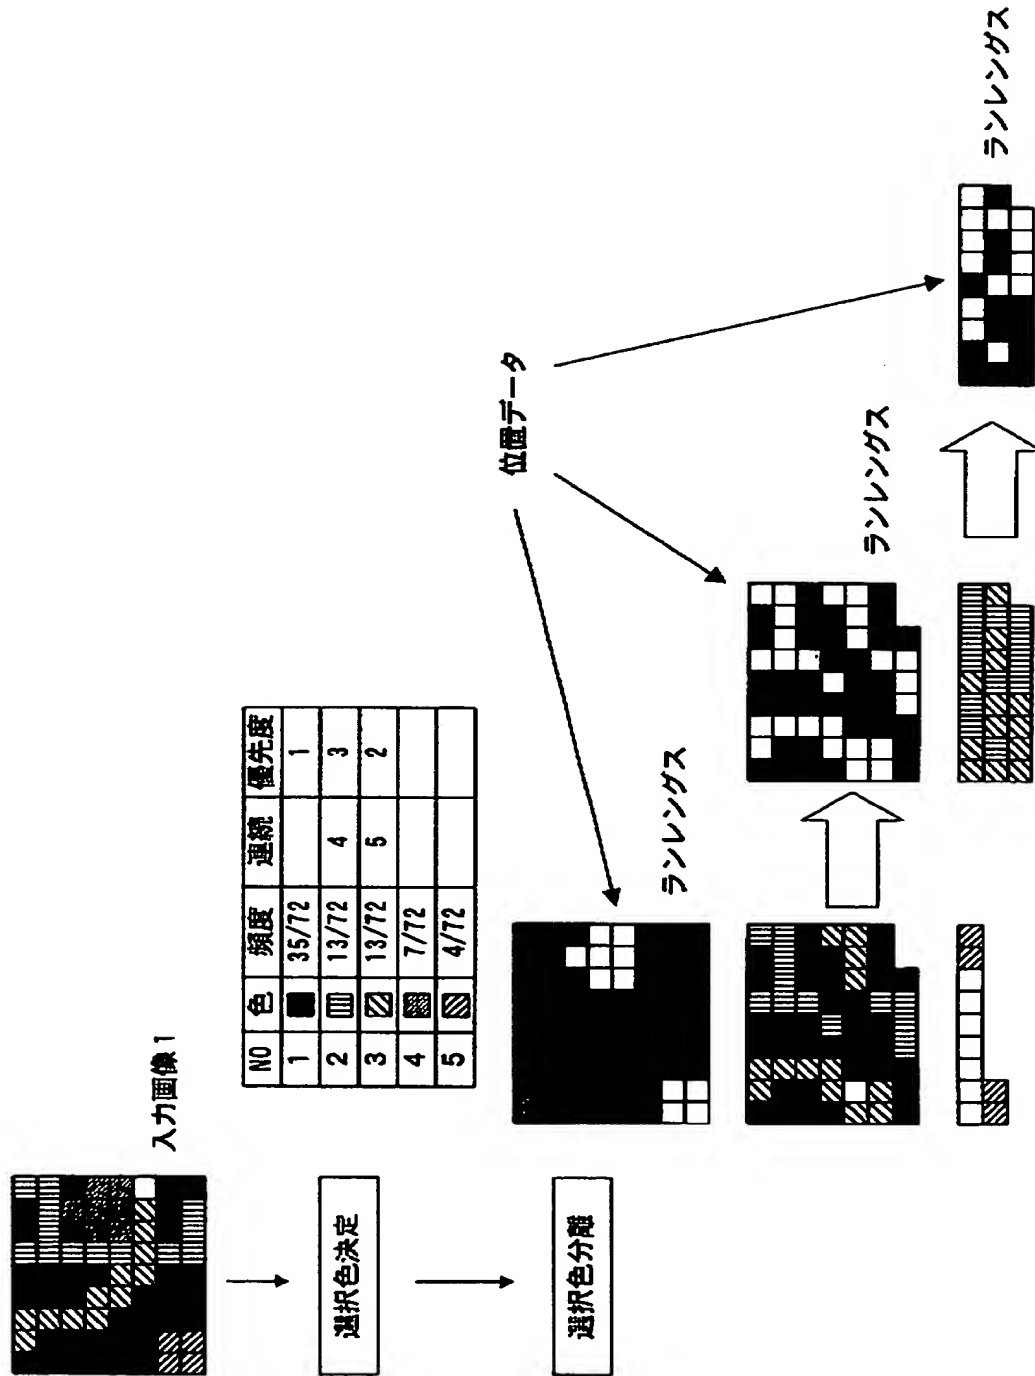 入力画像1
選択色決定
選択色分離
NO 色 頻度 連続 優先度
1 35/72 1
2 13/72 4 3
3 13/72 5 2
4 7/72
5 4/72
位置データ
ランレングス
ランレングス
ランレングス